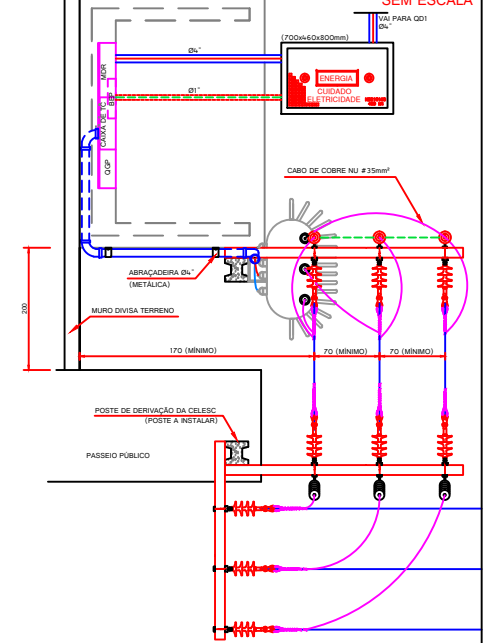 SEM ESCALA
VAI PARA QD1
Ø4"
(700x460x800mm)
Ø4"
Ø1"
MDR
BEP
CAIXA DE TC
QGP
ENERGIA
CUIDADO
ELETRICIDADE
CABO DE COBRE NU #35mm²
ABRAÇADEIRA Ø4"
(METÁLICA)
200
MURO DIVISA TERRENO
170 (MÍNIMO)
70 (MÍNIMO)
70 (MÍNIMO)
POSTE DE DERIVAÇÃO DA CELESC
(POSTE A INSTALAR)
PASSEIO PÚBLICO